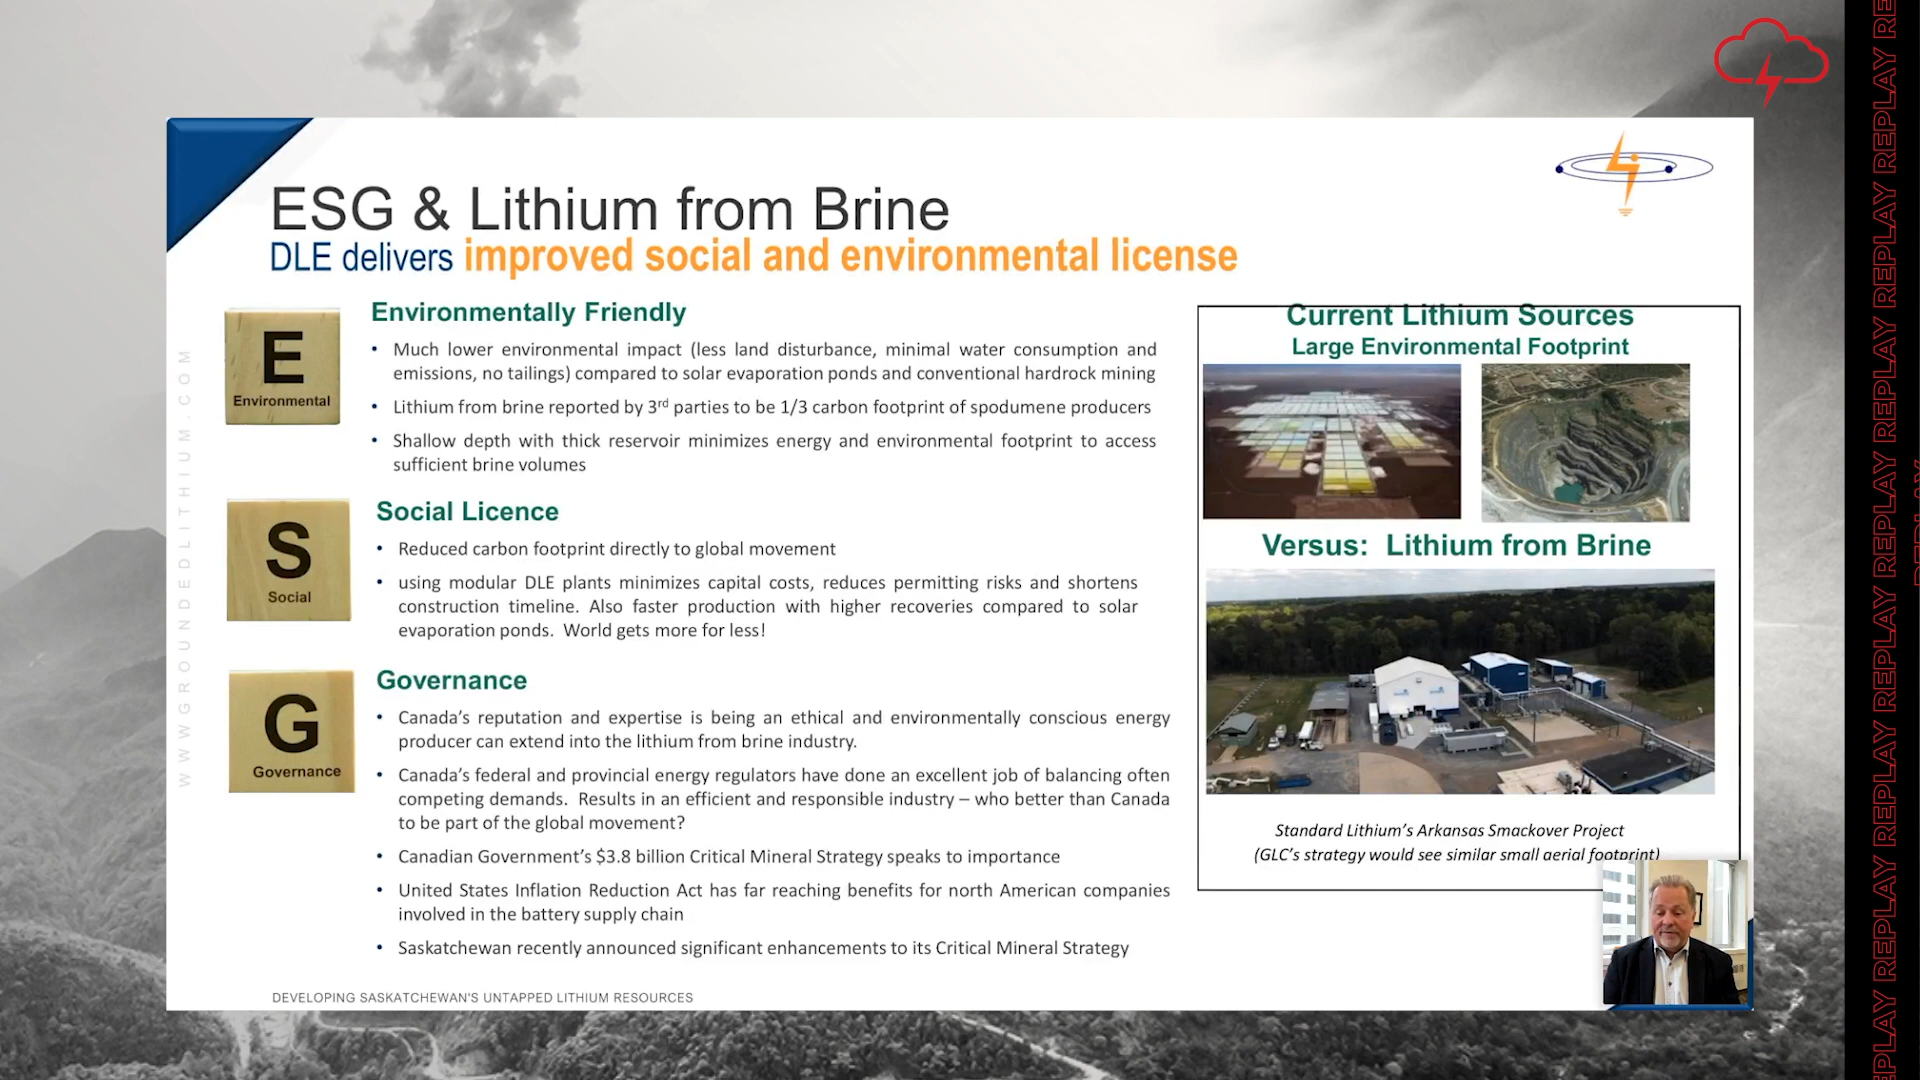 ESG & Lithium from Brine
DLE delivers improved social and environmental license
E
Environmental
Environmentally Friendly
• Much lower environmental impact (less land disturbance, minimal water consumption and
emissions, no tailings) compared to solar evaporation ponds and conventional hardrock mining
• Lithium from brine reported by 3rd parties to be 1/3 carbon footprint of spodumene producers
• Shallow depth with thick reservoir minimizes energy and environmental footprint to access
sufficient brine volumes
S
Social
Social Licence
• Reduced carbon footprint directly to global movement
• using modular DLE plants minimizes capital costs, reduces permitting risks and shortens
construction timeline. Also faster production with higher recoveries compared to solar
evaporation ponds. World gets more for less!
G
Governance
Governance
• Canada's reputation and expertise is being an ethical and environmentally conscious energy
producer can extend into the lithium from brine industry.
• Canada's federal and provincial energy regulators have done an excellent job of balancing often
competing demands. Results in an efficient and responsible industry – who better than Canada
to be part of the global movement?
• Canadian Government's $3.8 billion Critical Mineral Strategy speaks to importance
• United States Inflation Reduction Act has far reaching benefits for north American companies
involved in the battery supply chain
• Saskatchewan recently announced significant enhancements to its Critical Mineral Strategy
Current Lithium Sources
Large Environmental Footprint
Versus: Lithium from Brine
Standard Lithium's Arkansas Smackover Project
(GLC's strategy would see similar small aerial footprint)
DEVELOPING SASKATCHEWAN'S UNTAPPED LITHIUM RESOURCES
WWW.GROUNDEDLITHIUM.COM
REPLAY REPLAY REPLAY REPLAY REPLAY REPLAY REPLAY REPLAY
REPLAY